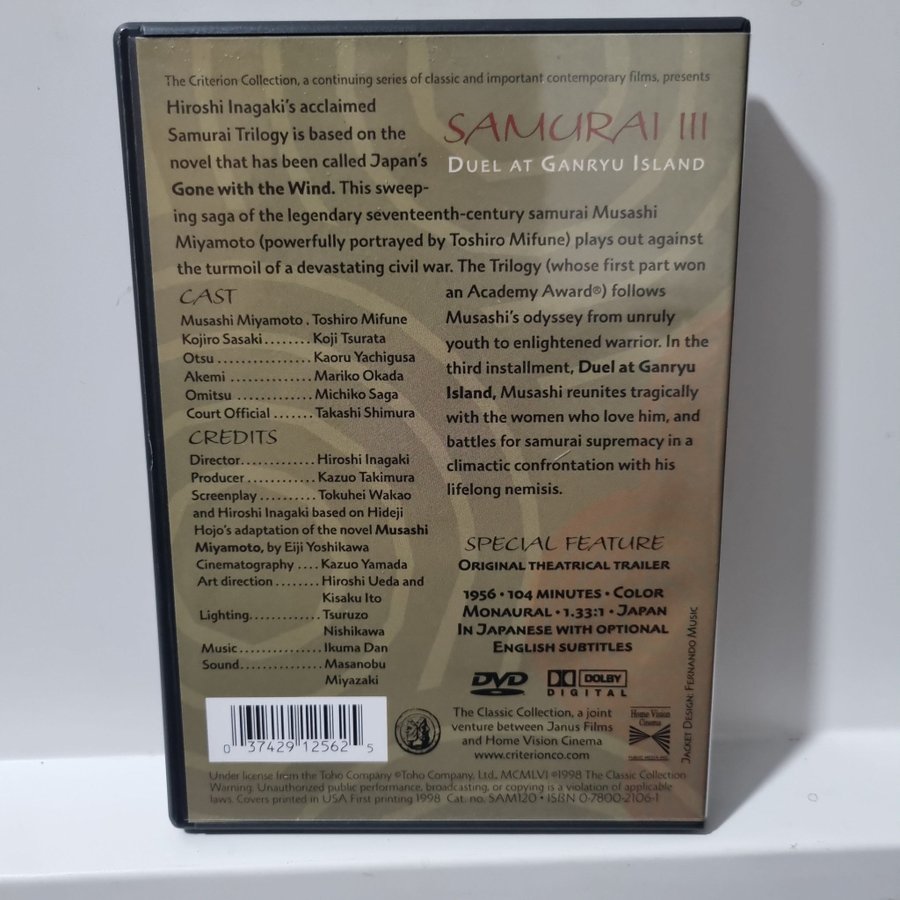 The Criterion Collection, a continuing series of classic and important contemporary films, presents
Hiroshi Inagaki's acclaimed
Samurai Trilogy is based on the
novel that has been called Japan's
Gone with the Wind. This sweep-
ing saga of the legendary seventeenth-century samurai Musashi
Miyamoto (powerfully portrayed by Toshiro Mifune) plays out against
the turmoil of a devastating civil war. The Trilogy (whose first part won
an Academy Award®) follows
Musashi's odyssey from unruly
youth to enlightened warrior. In the
third installment, Duel at Ganryu
Island, Musashi reunites tragically
with the women who love him, and
battles for samurai supremacy in a
climactic confrontation with his
lifelong nemisis.
SAMURAI III
DUEL AT GANRYU ISLAND
CAST
Musashi Miyamoto . Toshiro Mifune
Kojiro Sasaki ........ Koji Tsurata
Otsu ............. Kaoru Yachigusa
Akemi ............ Mariko Okada
Omitsu ............ Michiko Saga
Court Official ....... Takashi Shimura
CREDITS
Director............. Hiroshi Inagaki
Producer ............ Kazuo Takimura
Screenplay .......... Tokuhei Wakao
and Hiroshi Inagaki based on Hideji
Hojo's adaptation of the novel Musashi
Miyamoto, by Eiji Yoshikawa
Cinematography .... Kazuo Yamada
Art direction ........ Hiroshi Ueda and
Kisaku Ito
Lighting............. Tsuruzo
Nishikawa
Music ............... Ikuma Dan
Sound............... Masanobu
Miyazaki
SPECIAL FEATURE
ORIGINAL THEATRICAL TRAILER
1956 • 104 MINUTES • COLOR
MONAURAL • 1.33:1 • JAPAN
IN JAPANESE WITH OPTIONAL
ENGLISH SUBTITLES
DVD
DOLBY
DIGITAL
The Classic Collection, a joint
venture between Janus Films
and Home Vision Cinema
www.criterionco.com
Home Vision
Cinema
PUBLIC MEDIA INC.
JACKET DESIGN: FERNANDO MUSIC
0 37429 12562 5
Under license from the Toho Company ©Toho Company, Ltd., MCMLVI ©1998 The Classic Collection
Warning. Unauthorized public performance, broadcasting, or copying is a violation of applicable
laws. Covers printed in USA First printing 1998 Cat. no. SAM120 • ISBN 0-7800-2106-1